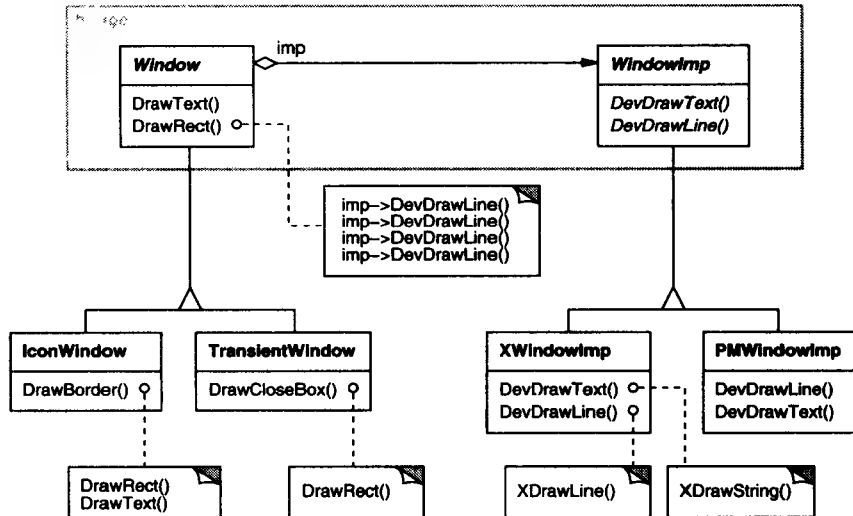 imp
Window
DrawText()
DrawRect()
WindowImp
DevDrawText()
DevDrawLine()
imp->DevDrawLine()
imp->DevDrawLine()
imp->DevDrawLine()
imp->DevDrawLine()
IconWindow
DrawBorder()
TransientWindow
DrawCloseBox()
XWindowImp
DevDrawText()
DevDrawLine()
PMWindowImp
DevDrawLine()
DevDrawText()
DrawRect()
DrawText()
DrawRect()
XDrawLine()
XDrawString()